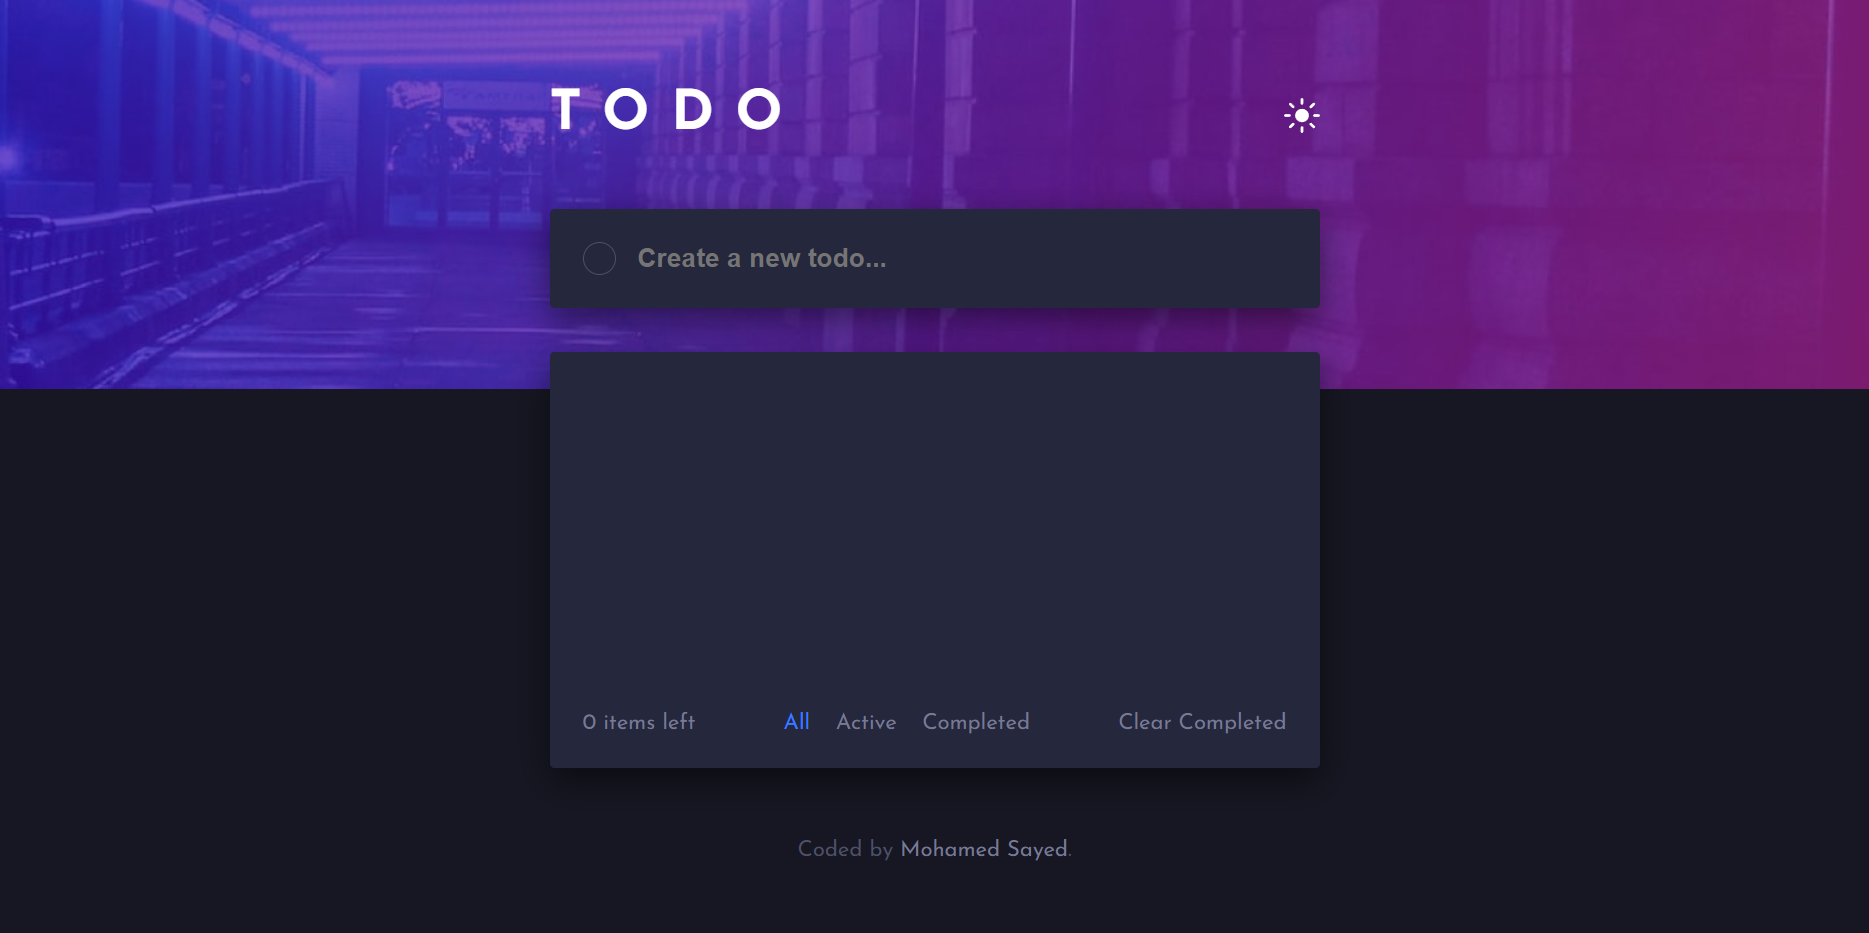 TODO
Create a new todo...
0 items left All Active Completed Clear Completed
Coded by Mohamed Sayed.